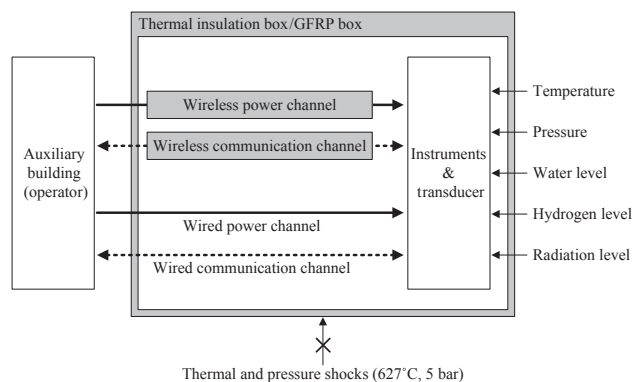 Thermal insulation box/GFRP box
Wireless power channel
Wireless communication channel
Auxiliary
building
(operator)
Wired power channel
Wired communication channel
Instruments
&
transducer
Temperature
Pressure
Water level
Hydrogen level
Radiation level
Thermal and pressure shocks (627˚C, 5 bar)